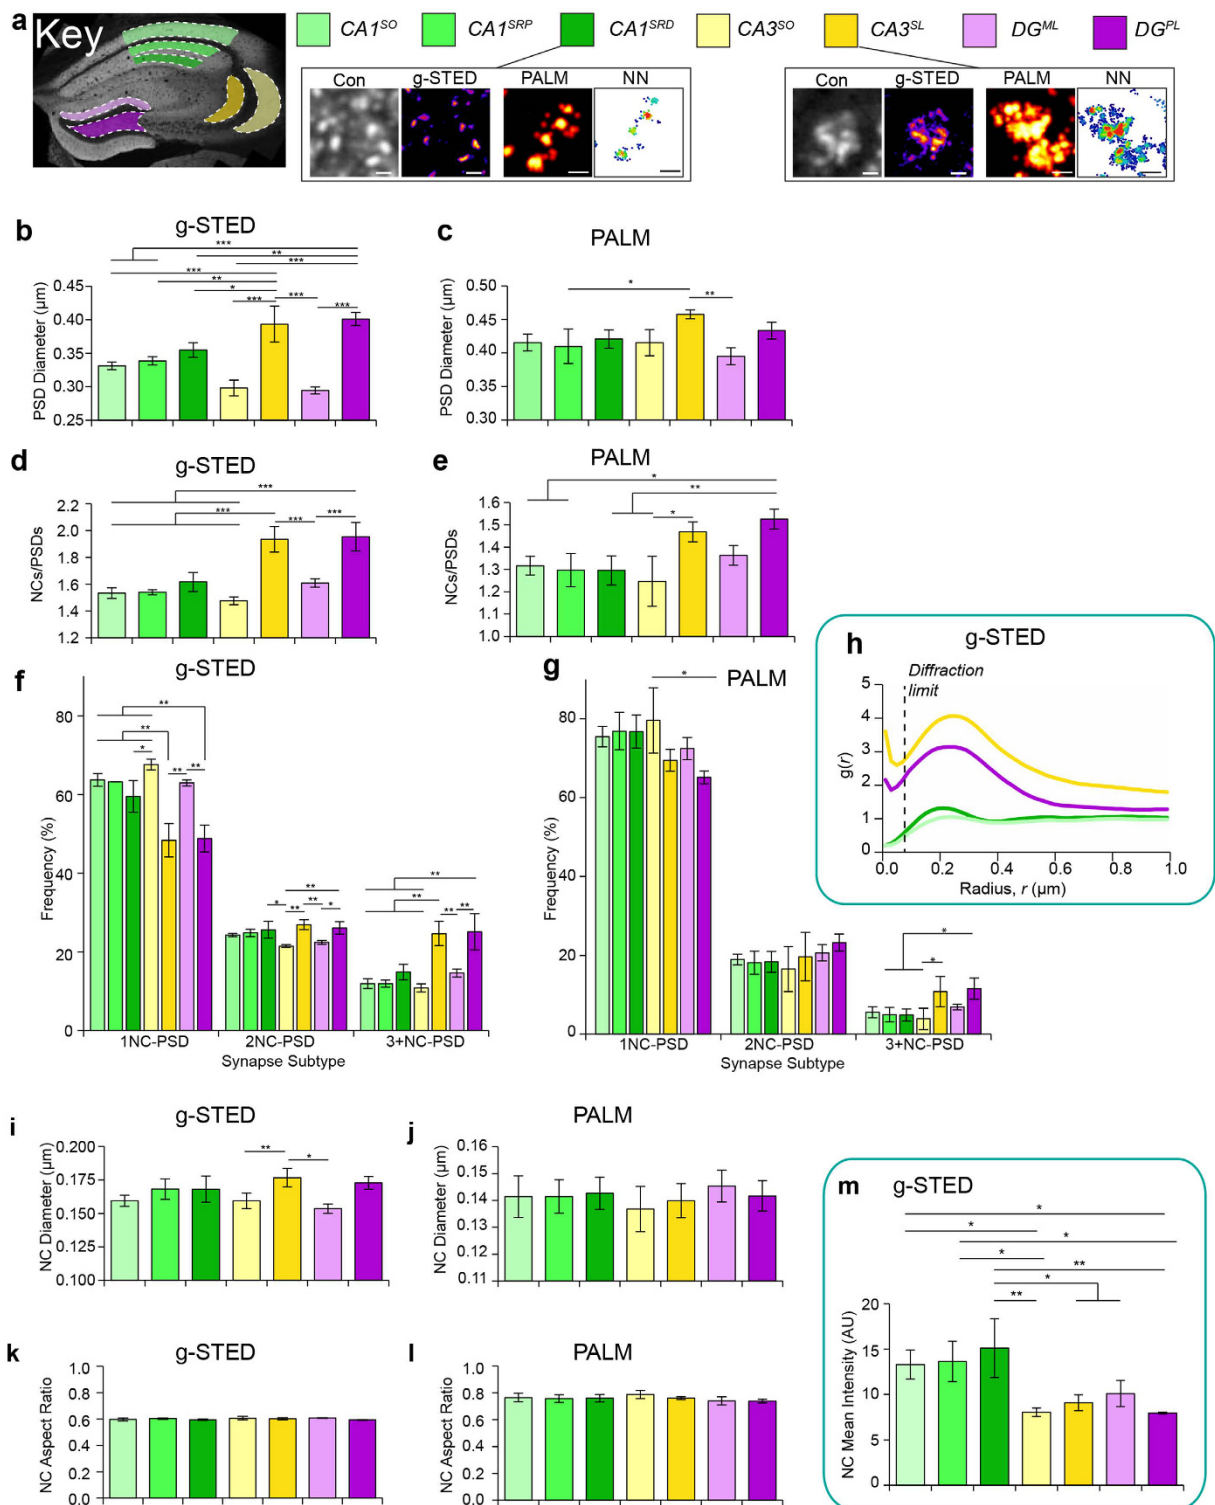 a Key CA1SO CA1SRP CA1SRD CA3SO CA3SL DGML DGPL
Con g-STED PALM NN
Con g-STED PALM NN
b g-STED
*** ** *** *** ** * *** *** ***
PSD Diameter (µm)
0.45
0.40
0.35
0.30
0.25
c PALM
* **
PSD Diameter (µm)
0.50
0.45
0.40
0.35
0.30
d g-STED
*** *** *** ***
NCs/PSDs
2.2
2.0
1.8
1.6
1.4
1.2
e PALM
* ** *
NCs/PSDs
1.6
1.5
1.4
1.3
1.2
1.1
1.0
f g-STED
** ** * ** **
* ** ** ** *
** ** ** **
Frequency (%)
80
60
40
20
0
1NC-PSD 2NC-PSD 3+NC-PSD
Synapse Subtype
g PALM
*
* *
Frequency (%)
80
60
40
20
0
1NC-PSD 2NC-PSD 3+NC-PSD
Synapse Subtype
h g-STED
Diffraction
limit
g(r)
5
4
3
2
1
0
0.0 0.2 0.4 0.6 0.8 1.0
Radius, r (µm)
i g-STED
** *
NC Diameter (µm)
0.200
0.175
0.150
0.125
0.100
j PALM
NC Diameter (µm)
0.16
0.15
0.14
0.13
0.12
0.11
k g-STED
NC Aspect Ratio
1.0
0.8
0.6
0.4
0.2
0.0
l PALM
NC Aspect Ratio
1.0
0.8
0.6
0.4
0.2
0.0
m g-STED
* * * * ** * **
NC Mean Intensity (AU)
20
15
10
5
0